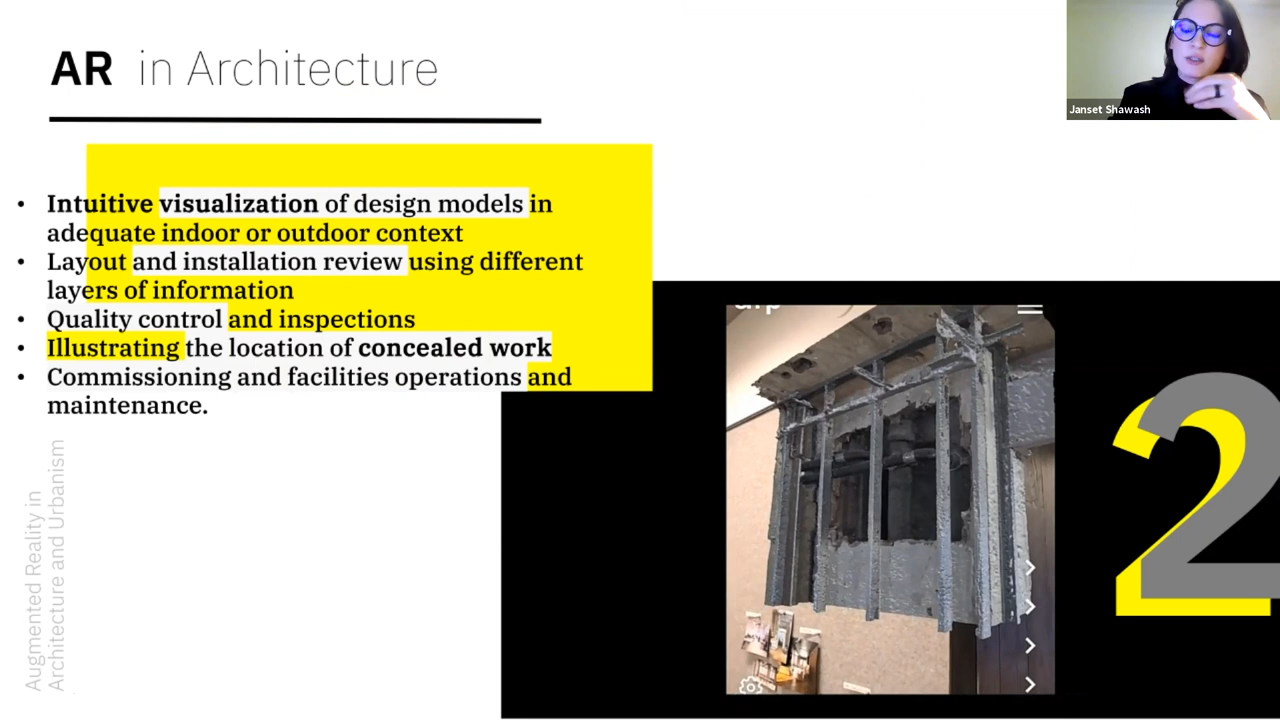 AR in Architecture
Janset Shawash
• Intuitive visualization of design models in
adequate indoor or outdoor context
• Layout and installation review using different
layers of information
• Quality control and inspections
• Illustrating the location of concealed work
• Commissioning and facilities operations and
maintenance.
2
Augmented Reality in
Architecture and Urbanism